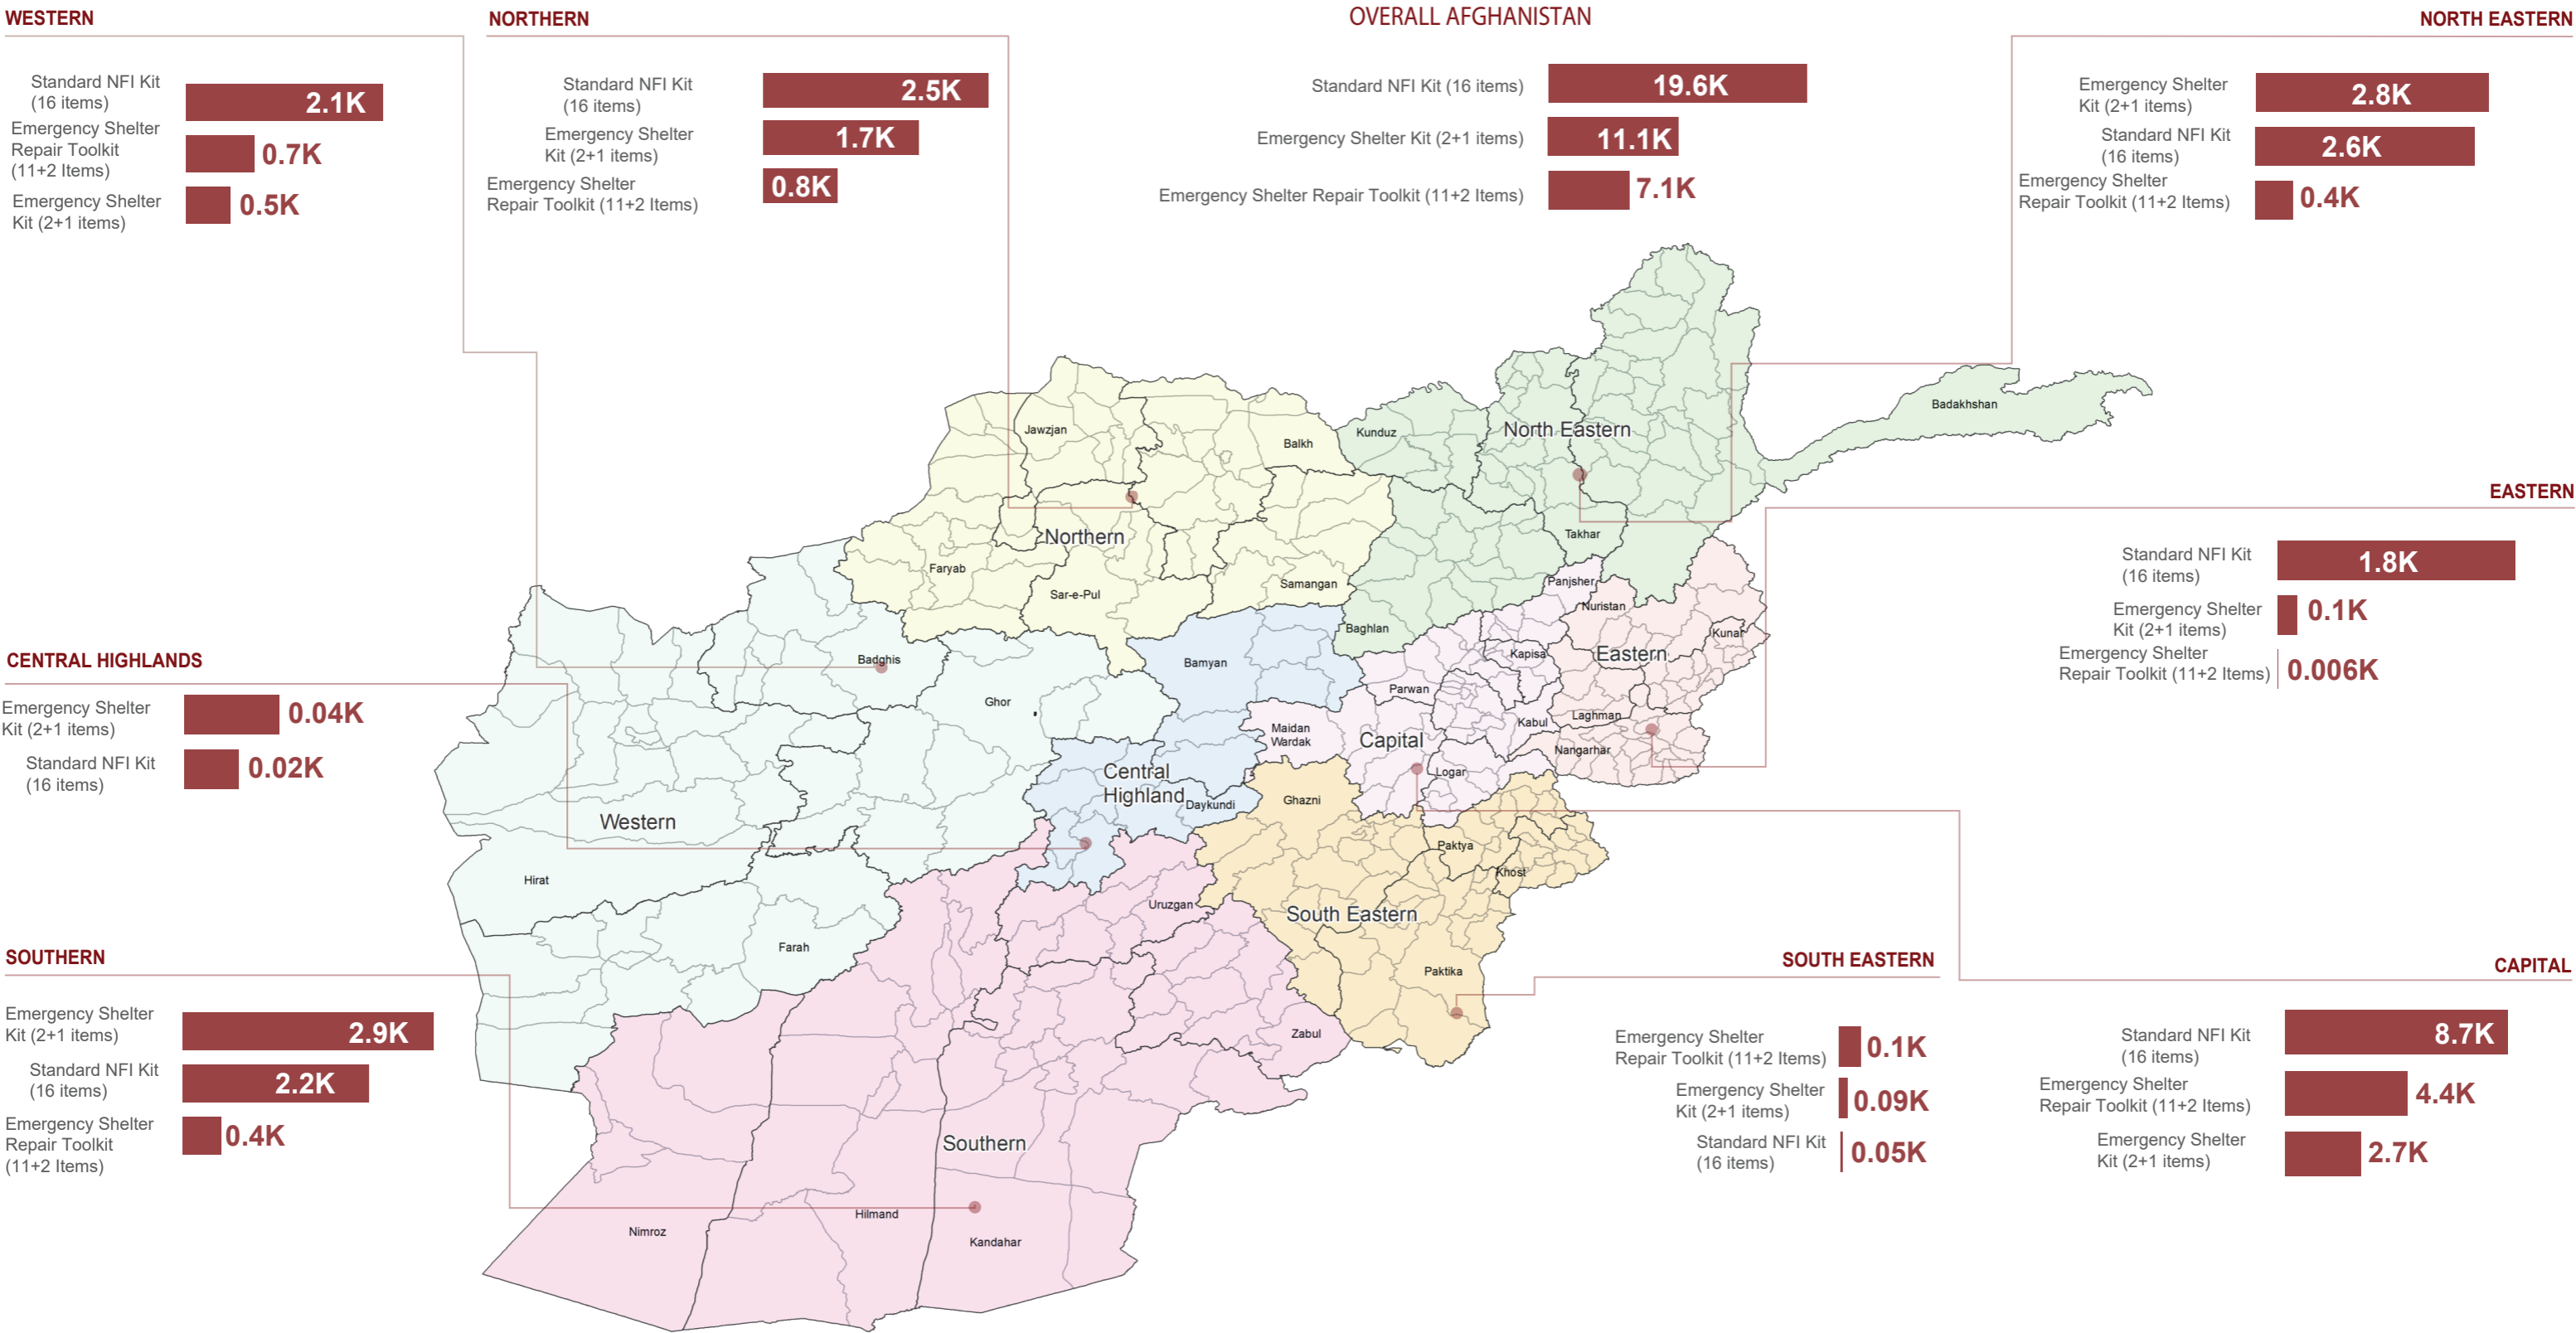 WESTERN
Standard NFI Kit
(16 items)
2.1K
Emergency Shelter
Repair Toolkit
(11+2 Items)
0.7K
Emergency Shelter
Kit (2+1 items)
0.5K
NORTHERN
Standard NFI Kit
(16 items)
2.5K
Emergency Shelter
Kit (2+1 items)
1.7K
Emergency Shelter
Repair Toolkit (11+2 Items)
0.8K
OVERALL AFGHANISTAN
Standard NFI Kit (16 items)
19.6K
Emergency Shelter Kit (2+1 items)
11.1K
Emergency Shelter Repair Toolkit (11+2 Items)
7.1K
NORTH EASTERN
Emergency Shelter
Kit (2+1 items)
2.8K
Standard NFI Kit
(16 items)
2.6K
Emergency Shelter
Repair Toolkit (11+2 Items)
0.4K
EASTERN
Standard NFI Kit
(16 items)
1.8K
Emergency Shelter
Kit (2+1 items)
0.1K
Emergency Shelter
Repair Toolkit (11+2 Items)
0.006K
CENTRAL HIGHLANDS
Emergency Shelter
Kit (2+1 items)
0.04K
Standard NFI Kit
(16 items)
0.02K
SOUTHERN
Emergency Shelter
Kit (2+1 items)
2.9K
Standard NFI Kit
(16 items)
2.2K
Emergency Shelter
Repair Toolkit
(11+2 Items)
0.4K
SOUTH EASTERN
Emergency Shelter
Repair Toolkit (11+2 Items)
0.1K
Emergency Shelter
Kit (2+1 items)
0.09K
Standard NFI Kit
(16 items)
0.05K
CAPITAL
Standard NFI Kit
(16 items)
8.7K
Emergency Shelter
Repair Toolkit (11+2 Items)
4.4K
Emergency Shelter
Kit (2+1 items)
2.7K
Badakhshan
Jawzjan
Balkh
Kunduz
North Eastern
Northern
Takhar
Faryab
Sar-e-Pul
Samangan
Panjsher
Nuristan
Baghlan
Kunar
Badghis
Bamyan
Kapisa
Eastern
Ghor
Parwan
Laghman
Kabul
Maidan
Wardak
Capital
Nangarhar
Logar
Central
Highland
Daykundi
Ghazni
Western
Paktya
Khost
Hirat
Uruzgan
South Eastern
Farah
Paktika
Zabul
Southern
Hilmand
Nimroz
Kandahar